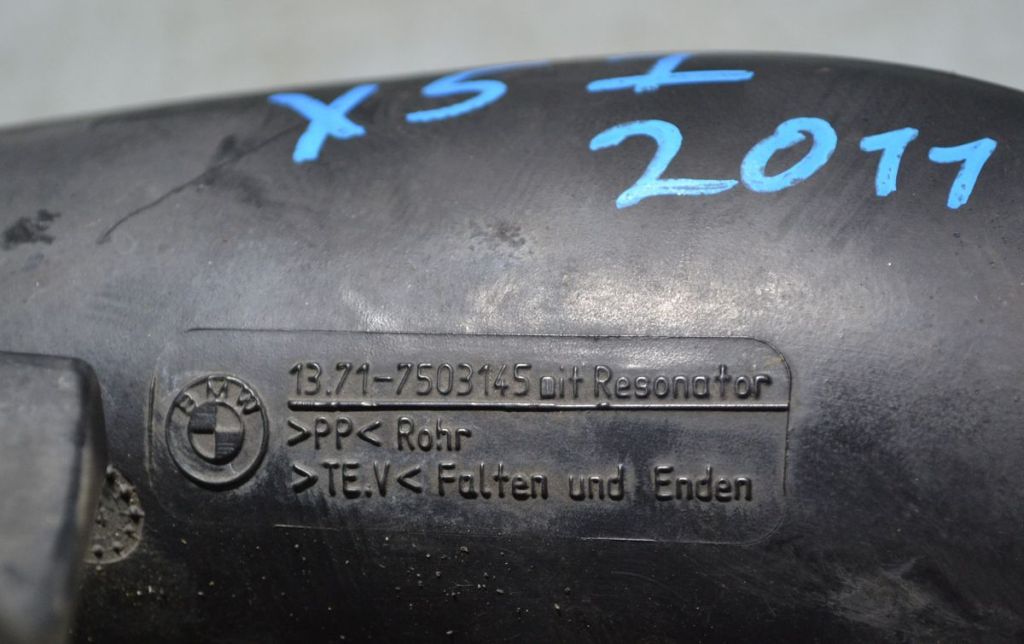 X5 I
2011
BMW
13.71-7503145 mit Resonator
>PP< Rohr
>TE.V< Falten und Enden